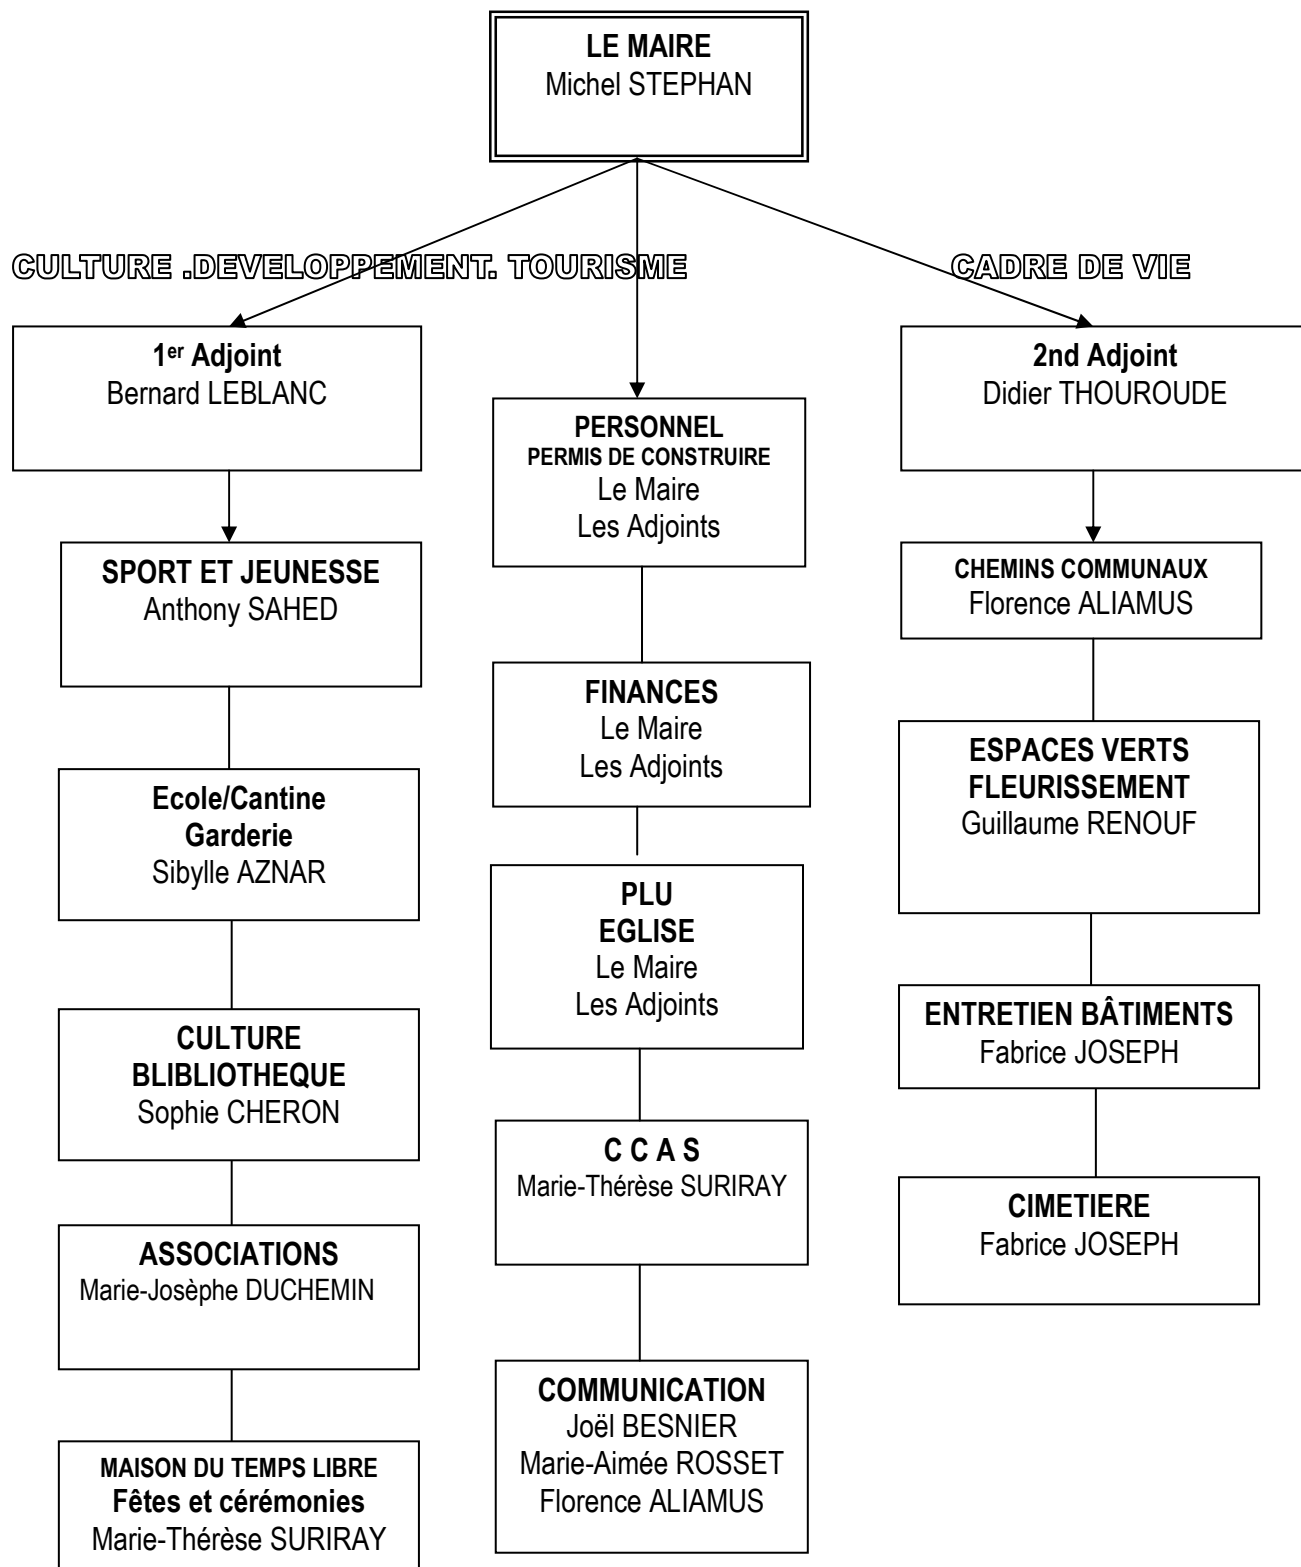 LE MAIRE
Michel STEPHAN
CULTURE .DEVELOPPEMENT. TOURISME
CADRE DE VIE
1er Adjoint
Bernard LEBLANC
SPORT ET JEUNESSE
Anthony SAHED
Ecole/Cantine
Garderie
Sibylle AZNAR
CULTURE
BLIBLIOTHEQUE
Sophie CHERON
ASSOCIATIONS
Marie-Josèphe DUCHEMIN
MAISON DU TEMPS LIBRE
Fêtes et cérémonies
Marie-Thérèse SURIRAY
PERSONNEL
PERMIS DE CONSTRUIRE
Le Maire
Les Adjoints
FINANCES
Le Maire
Les Adjoints
PLU
EGLISE
Le Maire
Les Adjoints
C C A S
Marie-Thérèse SURIRAY
COMMUNICATION
Joël BESNIER
Marie-Aimée ROSSET
Florence ALIAMUS
2nd Adjoint
Didier THOUROUDE
CHEMINS COMMUNAUX
Florence ALIAMUS
ESPACES VERTS
FLEURISSEMENT
Guillaume RENOUF
ENTRETIEN BÂTIMENTS
Fabrice JOSEPH
CIMETIERE
Fabrice JOSEPH